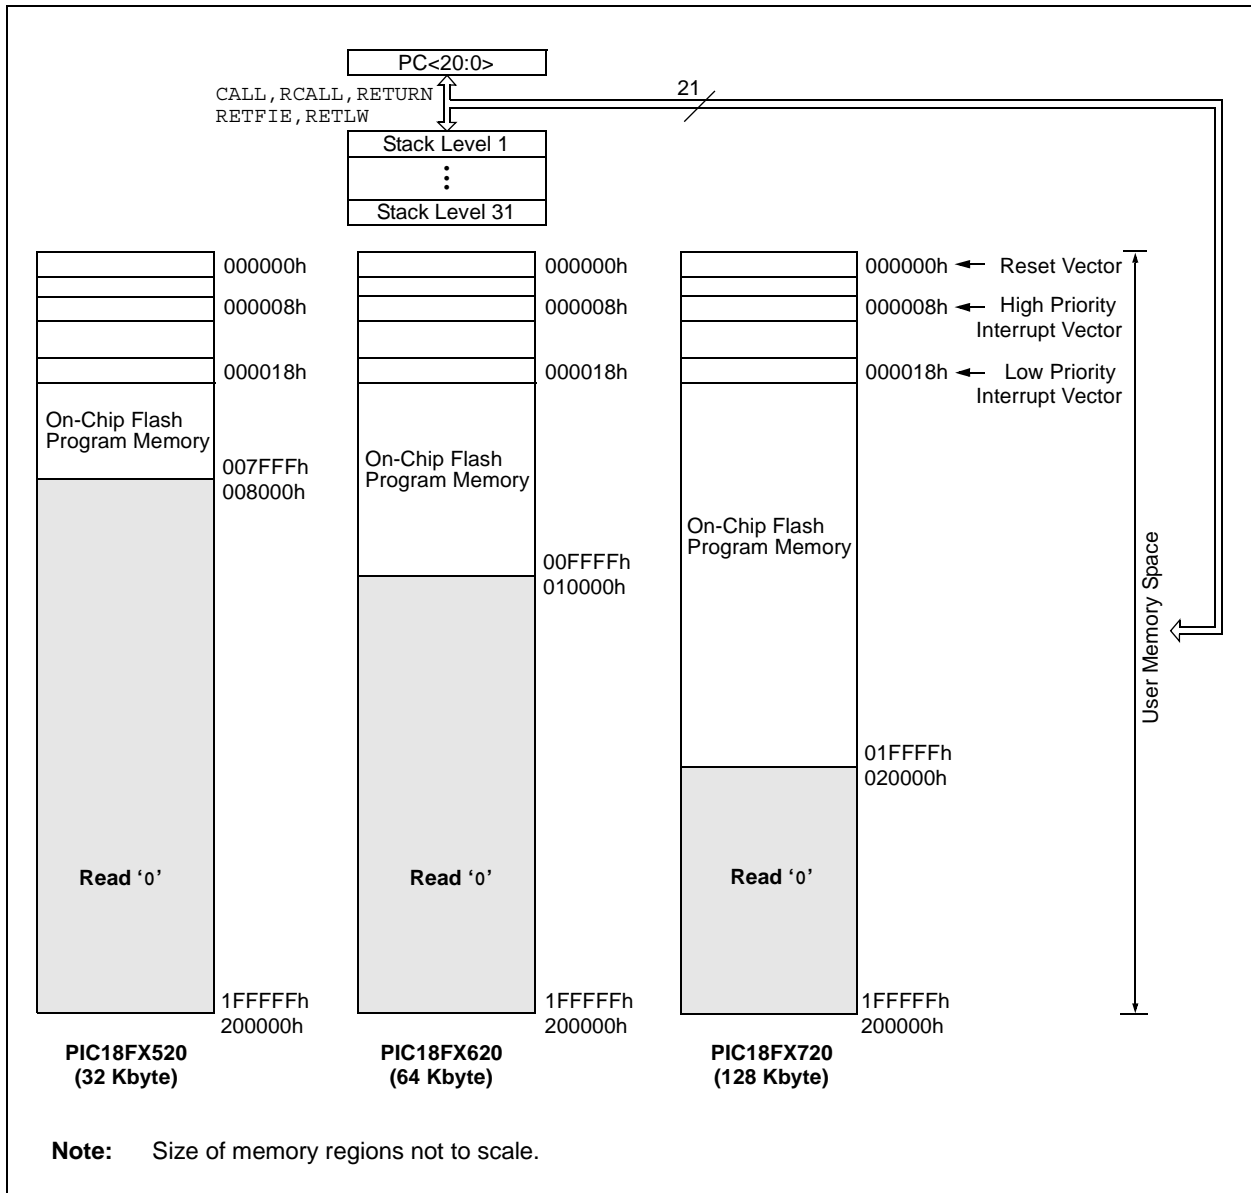 PC<20:0>
CALL,RCALL,RETURN
RETFIE,RETLW
21
Stack Level 1
Stack Level 31
000000h
000008h
000018h
On-Chip Flash
Program Memory
007FFFh
008000h
Read ‘0’
1FFFFFh
200000h
PIC18FX520
(32 Kbyte)
000000h
000008h
000018h
On-Chip Flash
Program Memory
00FFFFh
010000h
Read ‘0’
1FFFFFh
200000h
PIC18FX620
(64 Kbyte)
000000h
Reset Vector
000008h
High Priority
Interrupt Vector
000018h
Low Priority
Interrupt Vector
On-Chip Flash
Program Memory
01FFFFh
020000h
Read ‘0’
1FFFFFh
200000h
PIC18FX720
(128 Kbyte)
User Memory Space
Note: Size of memory regions not to scale.